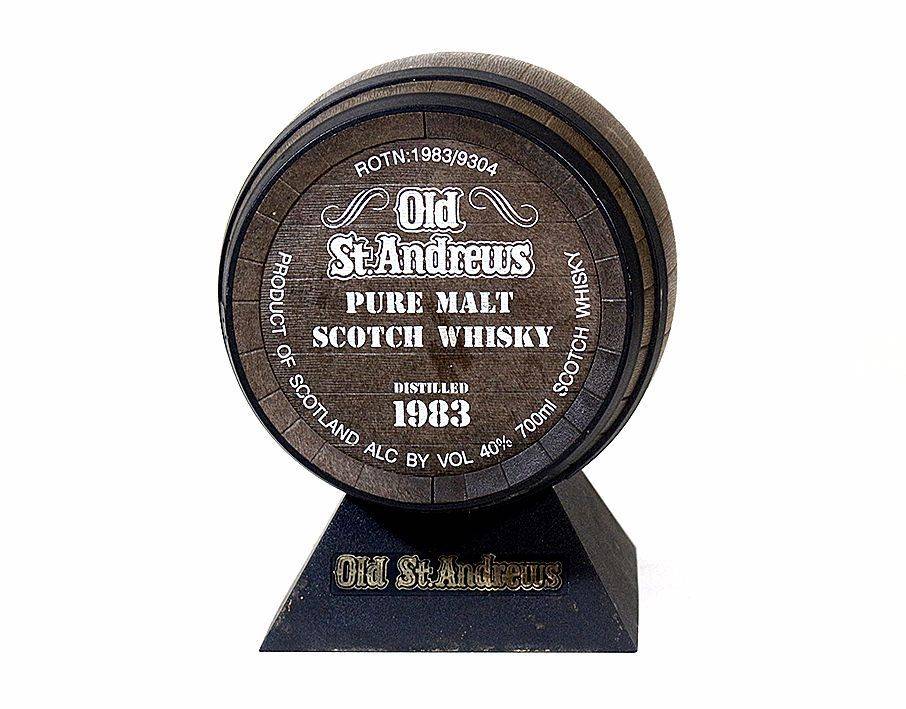 ROTN:1983/9304
Old
St.Andrews
PURE MALT
SCOTCH WHISKY
DISTILLED
1983
PRODUCT OF SCOTLAND ALC BY VOL 40% 700ml SCOTCH WHISKY
Old St.Andrews